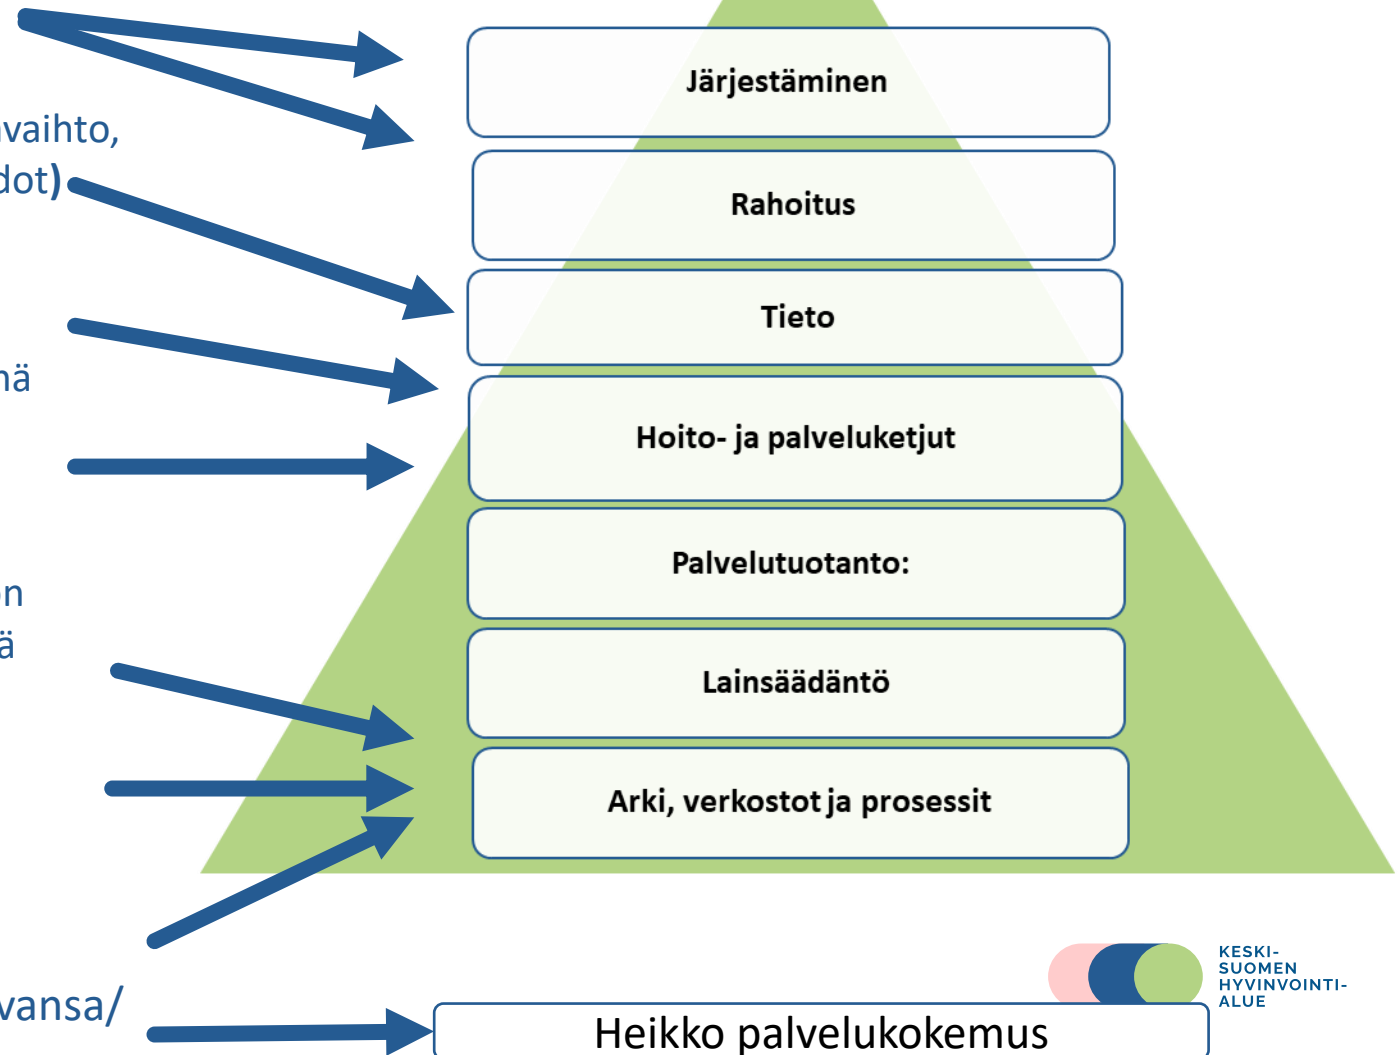 Järjestäminen
vaihto,
dot)
Rahoitus
Tieto
nä
Hoito- ja palveluketjut
Palvelutuotanto:
on
ä
Lainsäädäntö
Arki, verkostot ja prosessit
KESKI-
SUOMEN
HYVINVOINTI-
ALUE
vansa/
Heikko palvelukokemus